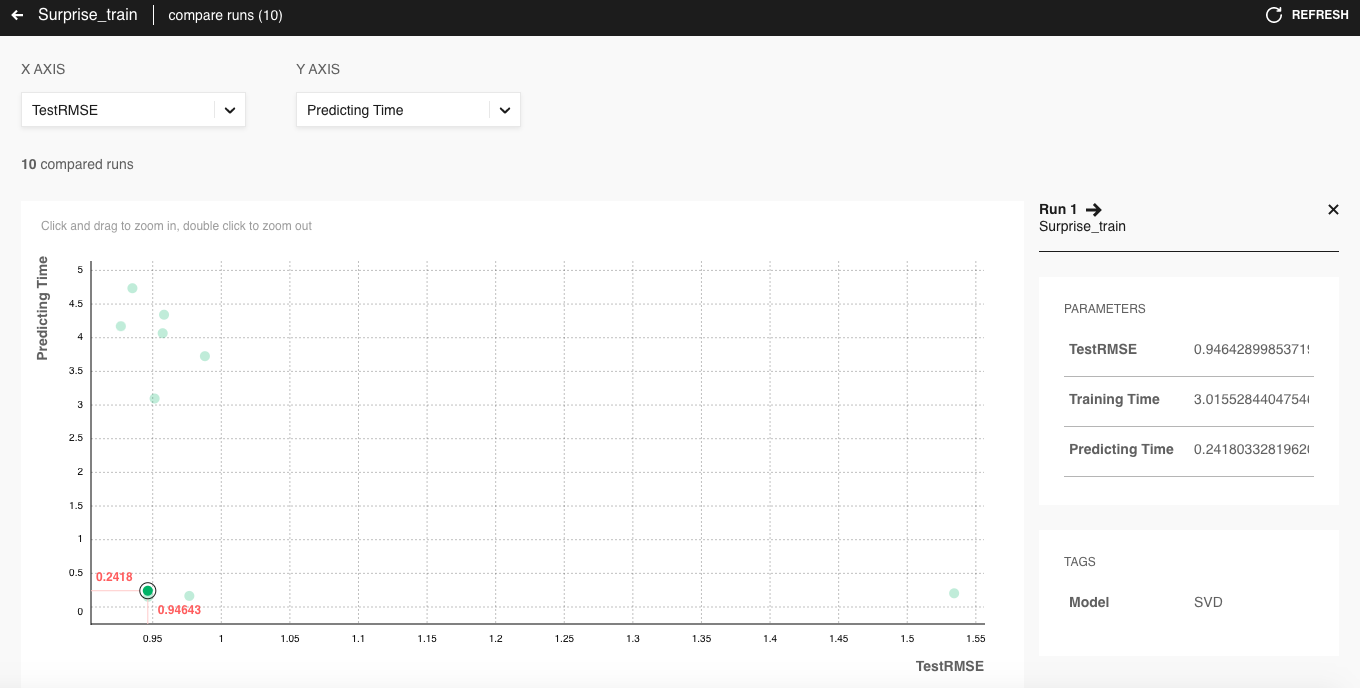 Surprise_train compare runs (10) REFRESH
X AXIS Y AXIS
TestRMSE Predicting Time
10 compared runs
Click and drag to zoom in, double click to zoom out
Predicting Time
5
4.5
4
3.5
3
2.5
2
1.5
1
0.5
0
0.2418
0.94643
0.95 1 1.05 1.1 1.15 1.2 1.25 1.3 1.35 1.4 1.45 1.5 1.55
TestRMSE
Run 1
Surprise_train
PARAMETERS
TestRMSE 0.9464289985371
Training Time 3.0155284404754
Predicting Time 0.2418033281962
TAGS
Model SVD